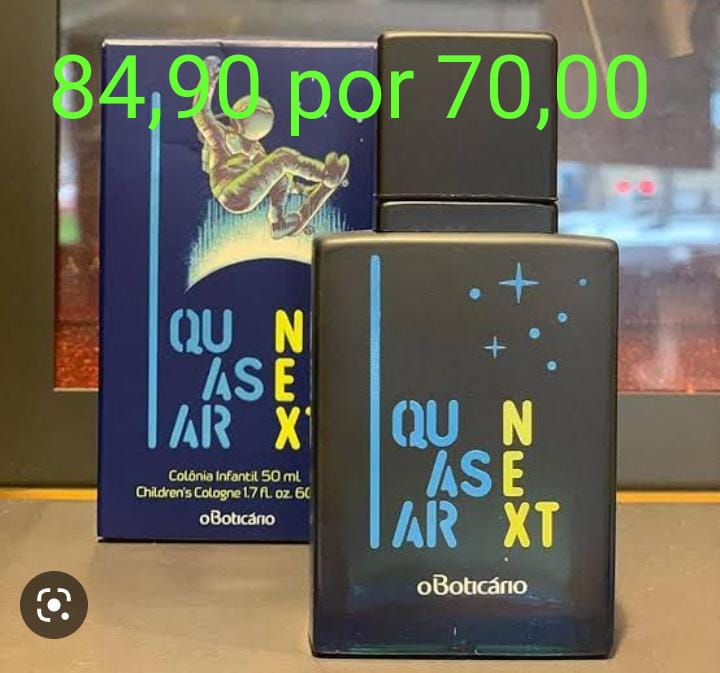 84,90 por 70,00
QU
AS
AR
N
E
X
Colônia Infantil 50 ml
Children's Cologne 1.7 fl. oz.
oBoticário
QU
AS
AR
N
E
XT
oBoticário